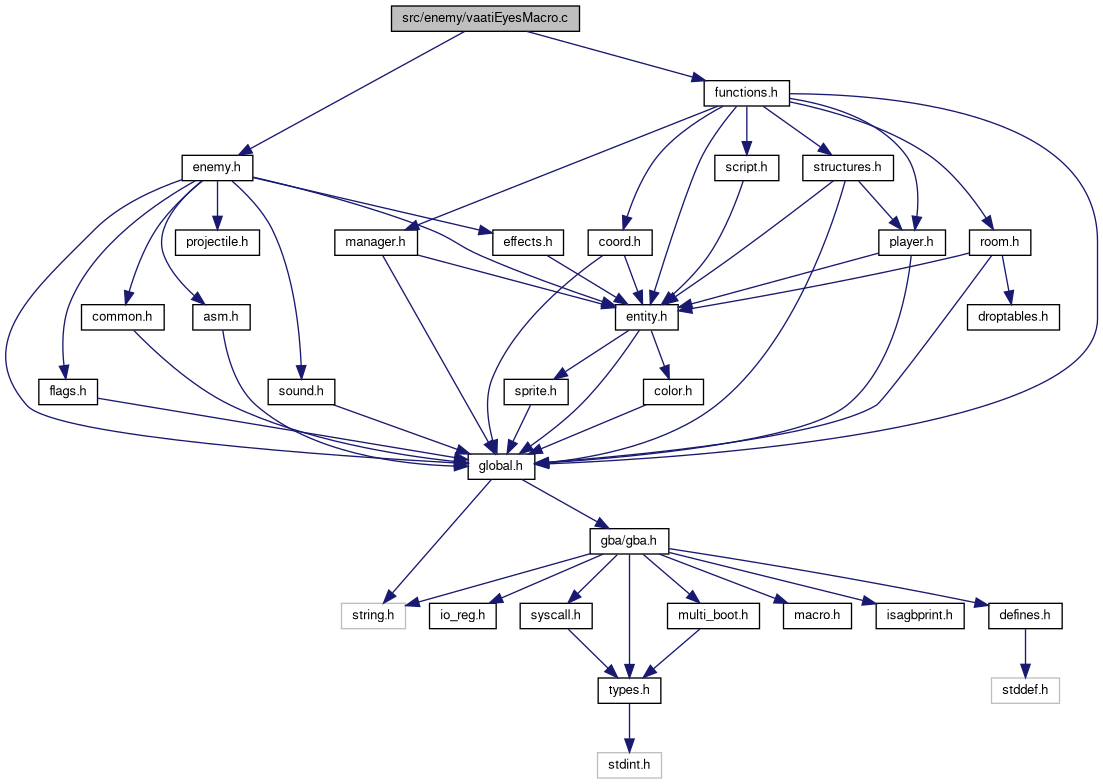 src/enemy/vaatiEyesMacro.c
functions.h
enemy.h
script.h
structures.h
projectile.h
manager.h
effects.h
coord.h
player.h
room.h
common.h
asm.h
entity.h
droptables.h
flags.h
sound.h
sprite.h
color.h
global.h
gba/gba.h
string.h
io_reg.h
syscall.h
multi_boot.h
macro.h
isagbprint.h
defines.h
types.h
stddef.h
stdint.h